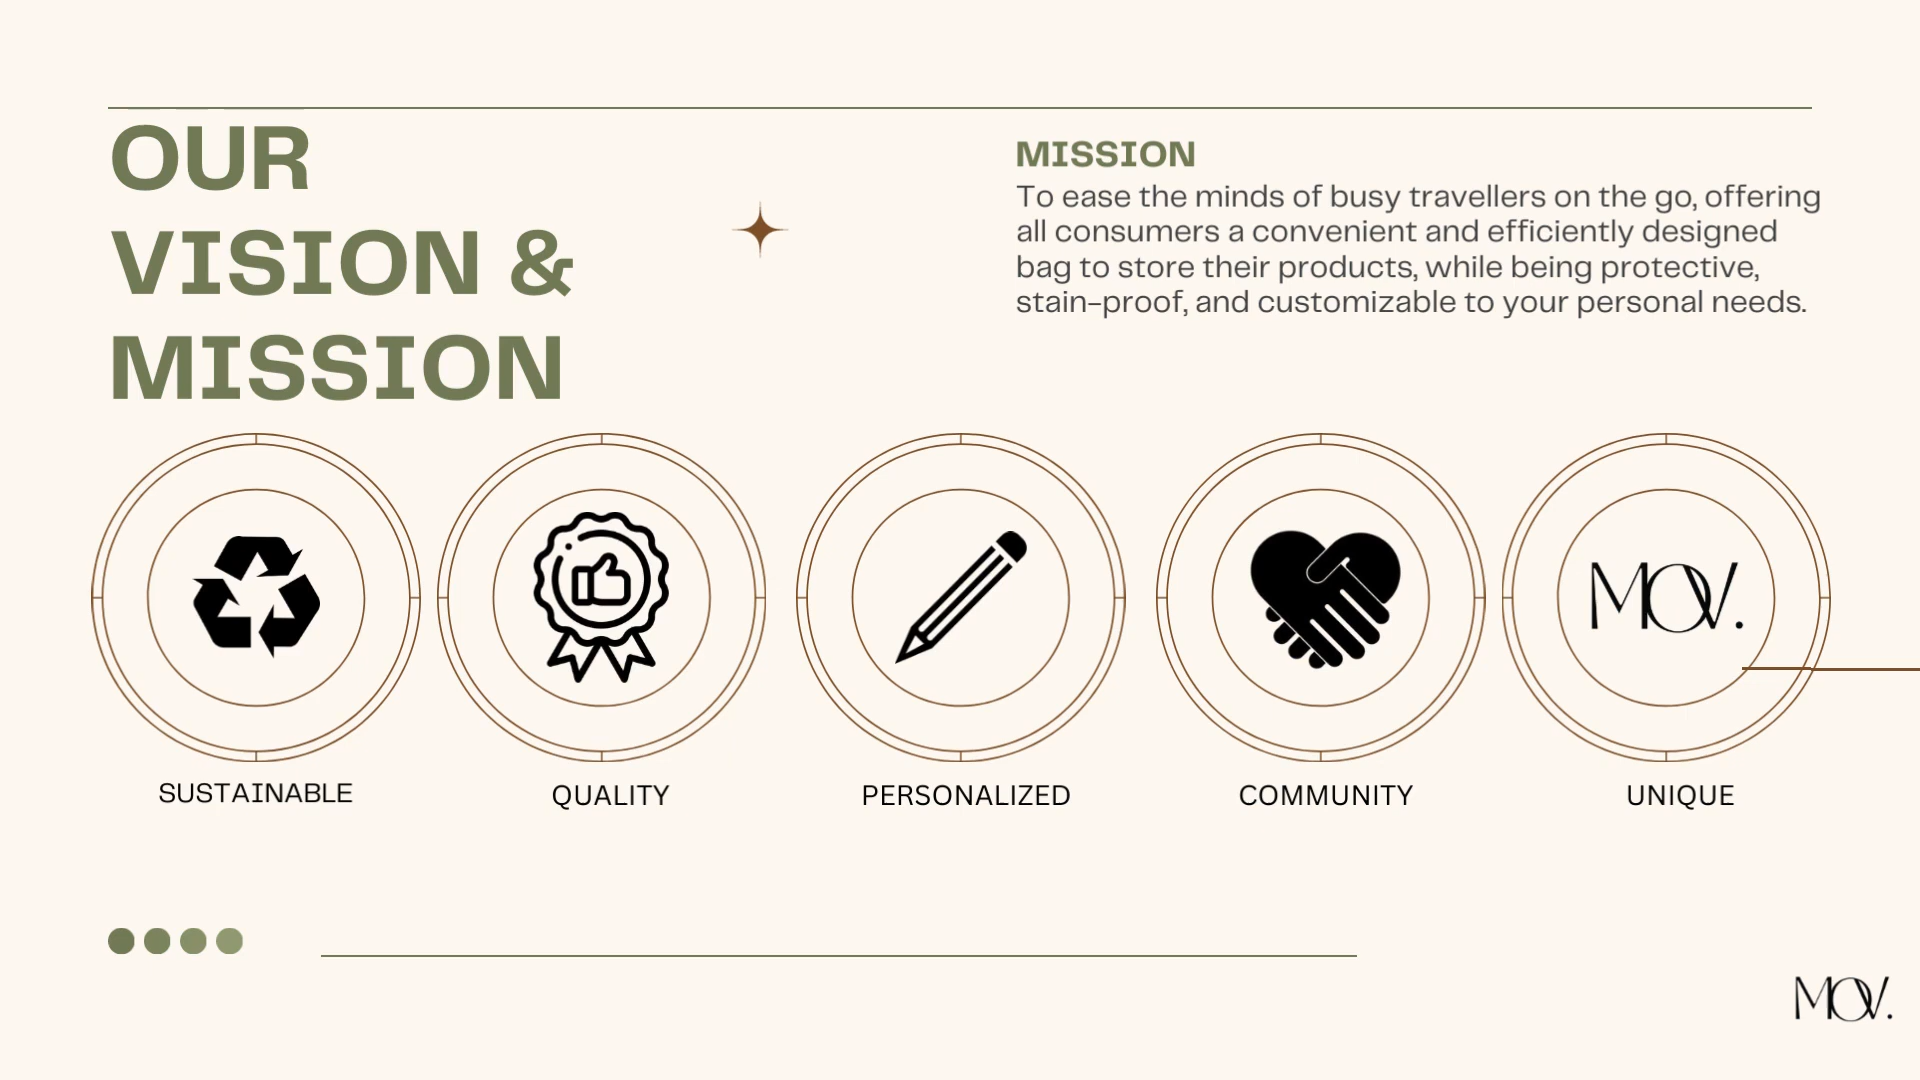 OUR
VISION &
MISSION
MISSION
To ease the minds of busy travellers on the go, offering
all consumers a convenient and efficiently designed
bag to store their products, while being protective,
stain-proof, and customizable to your personal needs.
MOV.
SUSTAINABLE
QUALITY
PERSONALIZED
COMMUNITY
UNIQUE
MOV.